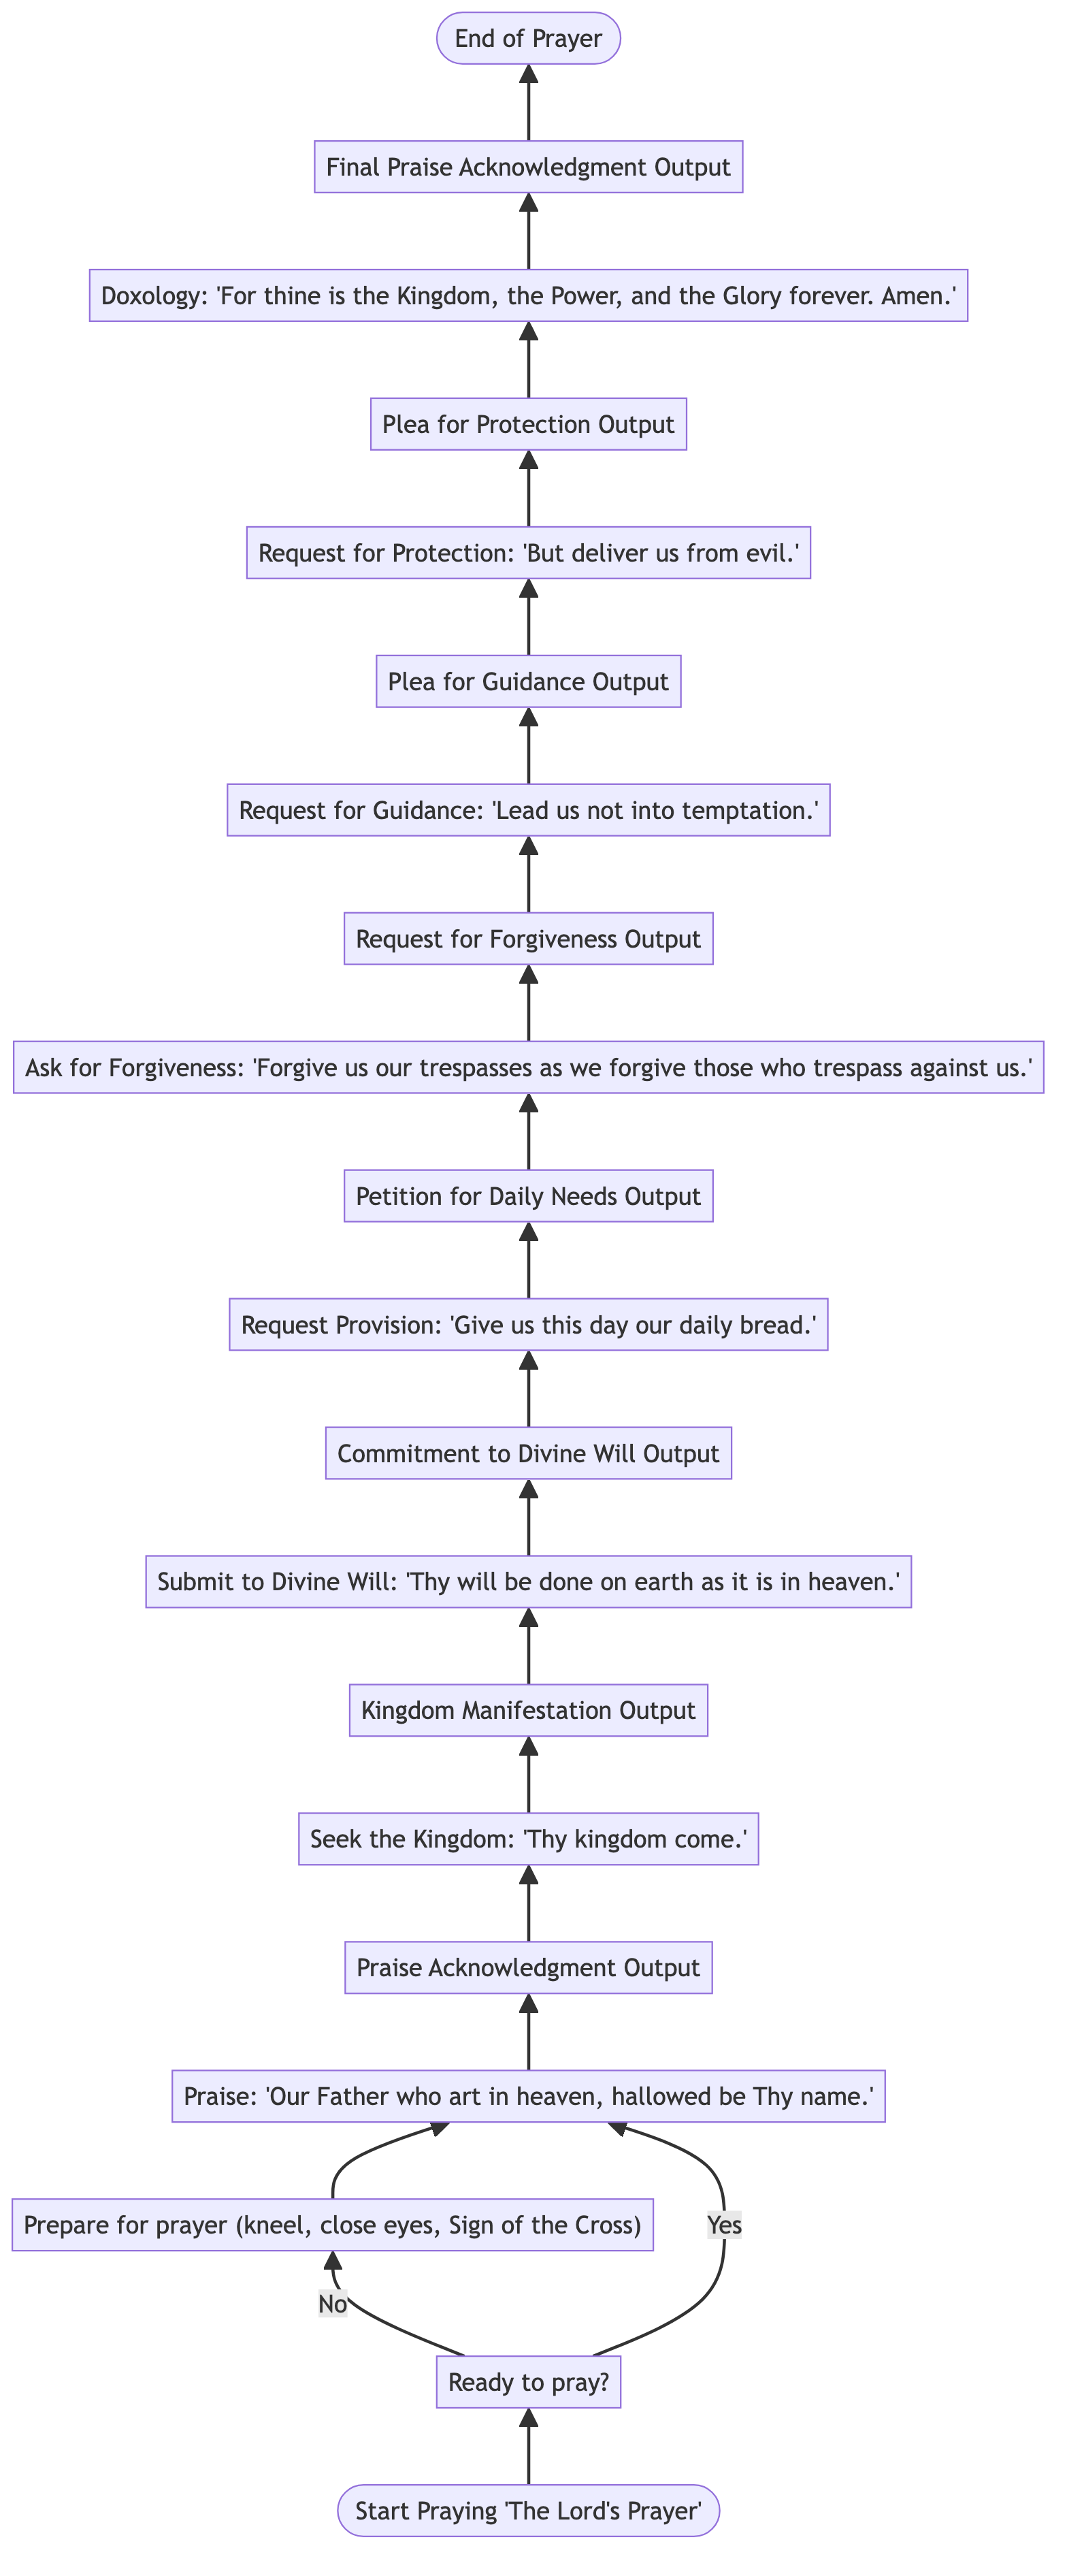 End of Prayer
Final Praise Acknowledgment Output
Doxology: 'For thine is the Kingdom, the Power, and the Glory forever. Amen.'
Plea for Protection Output
Request for Protection: 'But deliver us from evil.'
Plea for Guidance Output
Request for Guidance: 'Lead us not into temptation.'
Request for Forgiveness Output
Ask for Forgiveness: 'Forgive us our trespasses as we forgive those who trespass against us.'
Petition for Daily Needs Output
Request Provision: 'Give us this day our daily bread.'
Commitment to Divine Will Output
Submit to Divine Will: 'Thy will be done on earth as it is in heaven.'
Kingdom Manifestation Output
Seek the Kingdom: 'Thy kingdom come.'
Praise Acknowledgment Output
Praise: 'Our Father who art in heaven, hallowed be Thy name.'
Prepare for prayer (kneel, close eyes, Sign of the Cross)
Yes
No
Ready to pray?
Start Praying 'The Lord's Prayer'